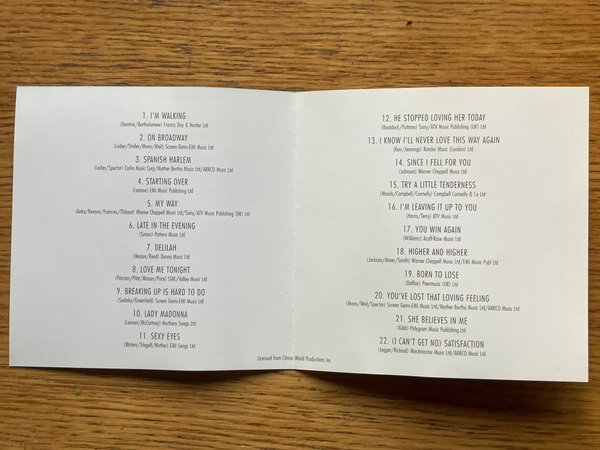 1. I'M WALKING
(Domino/Bartholomew) Francis Day & Hunter Ltd
2. ON BROADWAY
(Leiber/Stoller/Mann/Weil) Screen Gems-EMI Music Ltd
3. SPANISH HARLEM
(Leiber/Spector) Carlin Music Corp/Mother Bertha Music Ltd/ABKCO Music Ltd
4. STARTING OVER
(Lennon) EMI Music Publishing Ltd
5. MY WAY
(Anka/Revaux/Francois/Thibaut) Warner Chappell Music Ltd/Sony/ATV Music Publishing (UK) Ltd
6. LATE IN THE EVENING
(Simon) Pattern Music Ltd
7. DELILAH
(Mason/Reed) Donna Music Ltd
8. LOVE ME TONIGHT
(Panzeri/Pilat/Mason/Pace) SIAE/Valley Music Ltd
9. BREAKING UP IS HARD TO DO
(Sedaka/Greenfield) Screen Gems-EMI Music Ltd
10. LADY MADONNA
(Lennon/McCartney) Northern Songs Ltd
11. SEXY EYES
(Waters/Stegall/Mather) EMI Songs Ltd
Licensed from Classic World Productions Inc.
12. HE STOPPED LOVING HER TODAY
(Braddock/Putman) Sony/ATV Music Publishing (UK) Ltd
13. I KNOW I'LL NEVER LOVE THIS WAY AGAIN
(Kerr/Jennings) Rondor Music (London) Ltd
14. SINCE I FELL FOR YOU
(Johnson) Warner Chappell Music Ltd
15. TRY A LITTLE TENDERNESS
(Woods/Campbell/Connelly) Campbell Connelly & Co Ltd
16. I'M LEAVING IT UP TO YOU
(Harris/Terry) ATV Music
17. YOU WIN AGAIN
(Williams) Acuff-Rose Music
18. HIGHER AND HIGHER
(Jackson/Miner/Smith) Warner Chappell Music Ltd/EMI Music Publ Ltd
19. BORN TO LOSE
(Daffan) Peermusic (UK) Ltd
20. YOU'VE LOST THAT LOVING FEELING
(Mann/Weil/Spector) Screen Gems-EMI Music Ltd/Mother Bertha Music Ltd/ABKCO Music Ltd
21. SHE BELIEVES IN ME
(Gibb) Polygram Music Publishing Ltd
22. (I CAN'T GET NO) SATISFACTION
(Jagger/Richard) Westminster Music Ltd/ABKCO Music Ltd